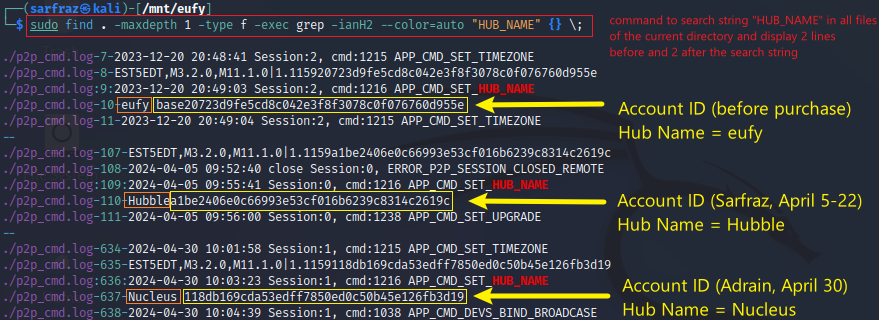 ┌──(sarfraz㉿kali)-[/mnt/eufy]
└─$ sudo find . -maxdepth 1 -type f -exec grep -ianH2 --color=auto "HUB_NAME" {} \;
command to search string "HUB_NAME" in all files
of the current directory and display 2 lines
before and 2 after the search string
./p2p_cmd.log-7-2023-12-20 20:48:41 Session:2, cmd:1215 APP_CMD_SET_TIMEZONE
./p2p_cmd.log-8-EST5EDT,M3.2.0,M11.1.0|1.115920723d9fe5cd8c042e3f8f3078c0f076760d955e
./p2p_cmd.log:9:2023-12-20 20:49:03 Session:2, cmd:1216 APP_CMD_SET_HUB_NAME
./p2p_cmd.log-10-eufy base20723d9fe5cd8c042e3f8f3078c0f076760d955e
./p2p_cmd.log-11-2023-12-20 20:49:04 Session:2, cmd:1215 APP_CMD_SET_TIMEZONE
Account ID (before purchase)
Hub Name = eufy
--
./p2p_cmd.log-107-EST5EDT,M3.2.0,M11.1.0|1.1159a1be2406e0c66993e53cf016b6239c8314c2619c
./p2p_cmd.log-108-2024-04-05 09:52:40 close Session:0, ERROR_P2P_SESSION_CLOSED_REMOTE
./p2p_cmd.log:109:2024-04-05 09:55:41 Session:0, cmd:1216 APP_CMD_SET_HUB_NAME
./p2p_cmd.log-110-Hubblea1be2406e0c66993e53cf016b6239c8314c2619c
./p2p_cmd.log-111-2024-04-05 09:56:00 Session:0, cmd:1238 APP_CMD_SET_UPGRADE
Account ID (Sarfraz, April 5-22)
Hub Name = Hubble
--
./p2p_cmd.log-634-2024-04-30 10:01:58 Session:1, cmd:1215 APP_CMD_SET_TIMEZONE
./p2p_cmd.log-635-EST5EDT,M3.2.0,M11.1.0|1.1159118db169cda53edff7850ed0c50b45e126fb3d19
./p2p_cmd.log:636:2024-04-30 10:03:23 Session:1, cmd:1216 APP_CMD_SET_HUB_NAME
./p2p_cmd.log-637-Nucleus 118db169cda53edff7850ed0c50b45e126fb3d19
./p2p_cmd.log-638-2024-04-30 10:04:39 Session:1, cmd:1038 APP_CMD_DEVS_BIND_BROADCASE
Account ID (Adrain, April 30)
Hub Name = Nucleus